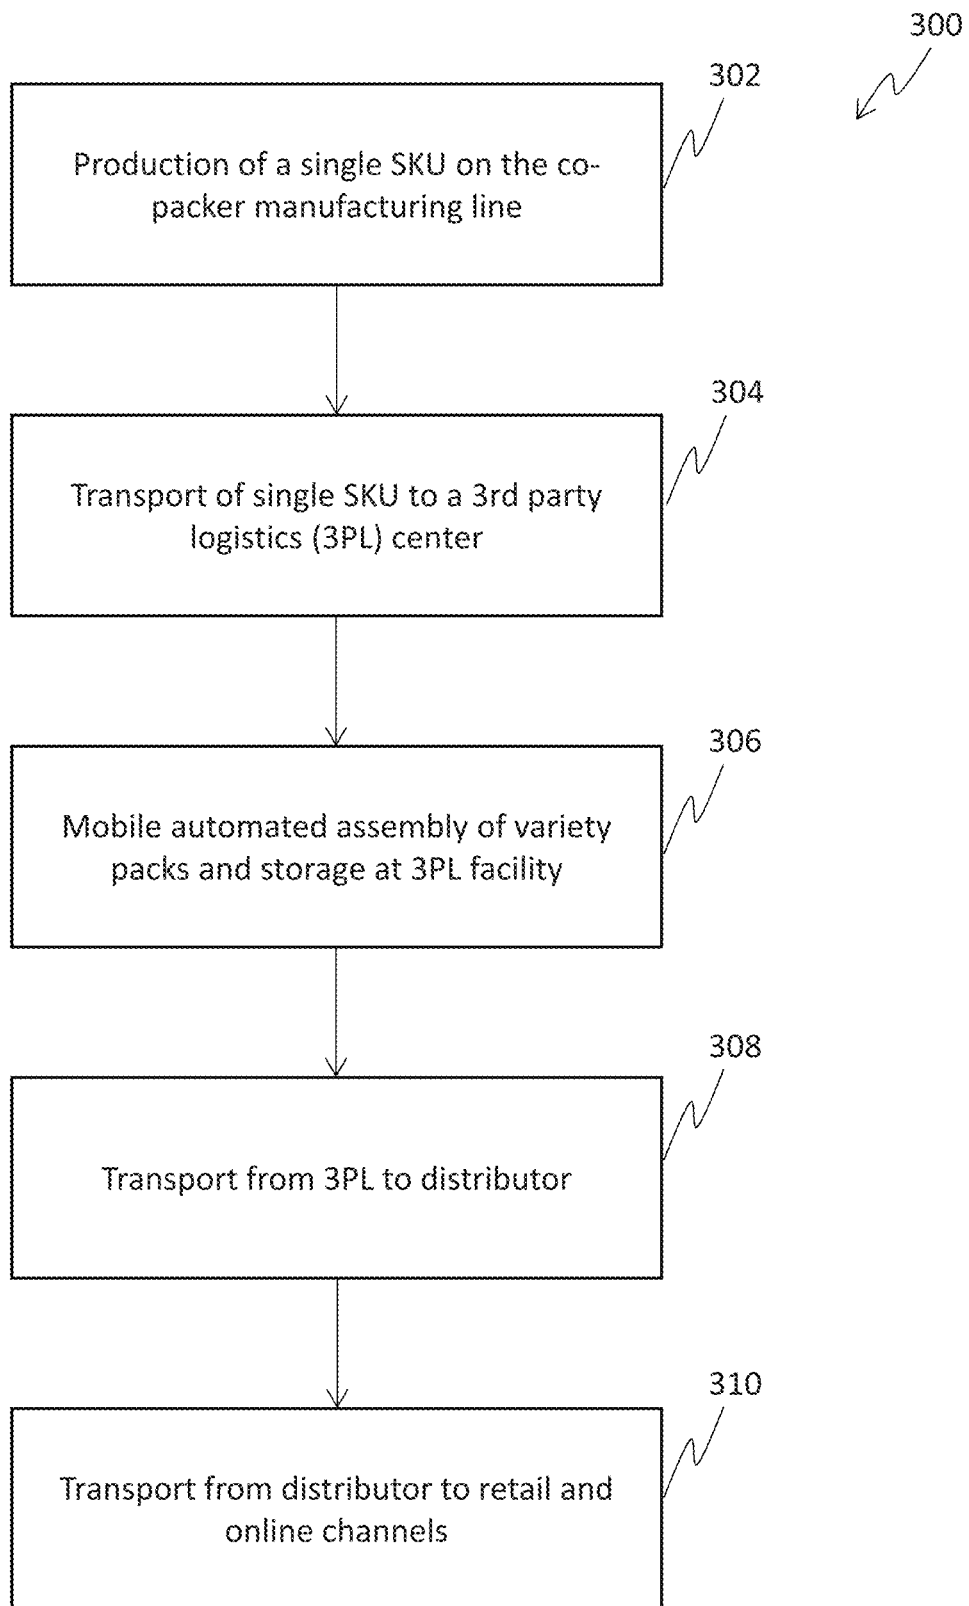 300
302
Production of a single SKU on the co-
packer manufacturing line
304
Transport of single SKU to a 3rd party
logistics (3PL) center
306
Mobile automated assembly of variety
packs and storage at 3PL facility
308
Transport from 3PL to distributor
310
Transport from distributor to retail and
online channels